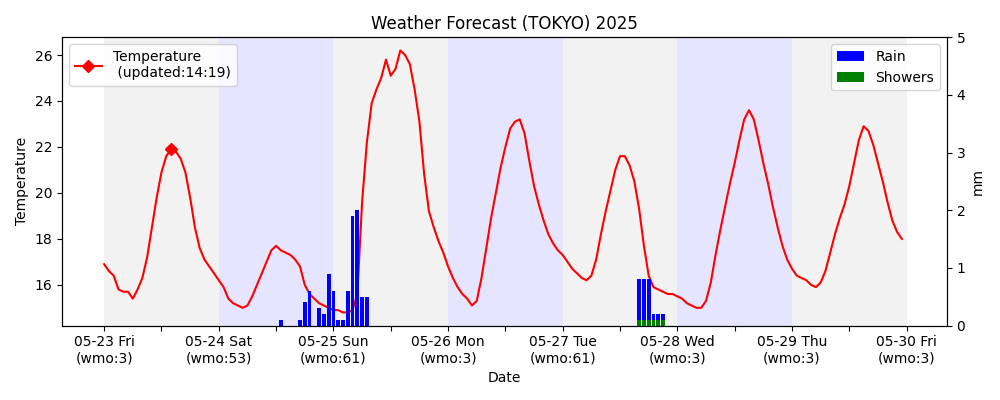 Weather Forecast (TOKYO) 2025
Temperature
(updated:14:19)
Rain
Showers
26
24
22
20
18
16
Temperature
5
4
3
2
1
0
mm
05-23 Fri
(wmo:3)
05-24 Sat
(wmo:53)
05-25 Sun
(wmo:61)
05-26 Mon
(wmo:3)
05-27 Tue
(wmo:61)
05-28 Wed
(wmo:3)
05-29 Thu
(wmo:3)
05-30 Fri
(wmo:3)
Date